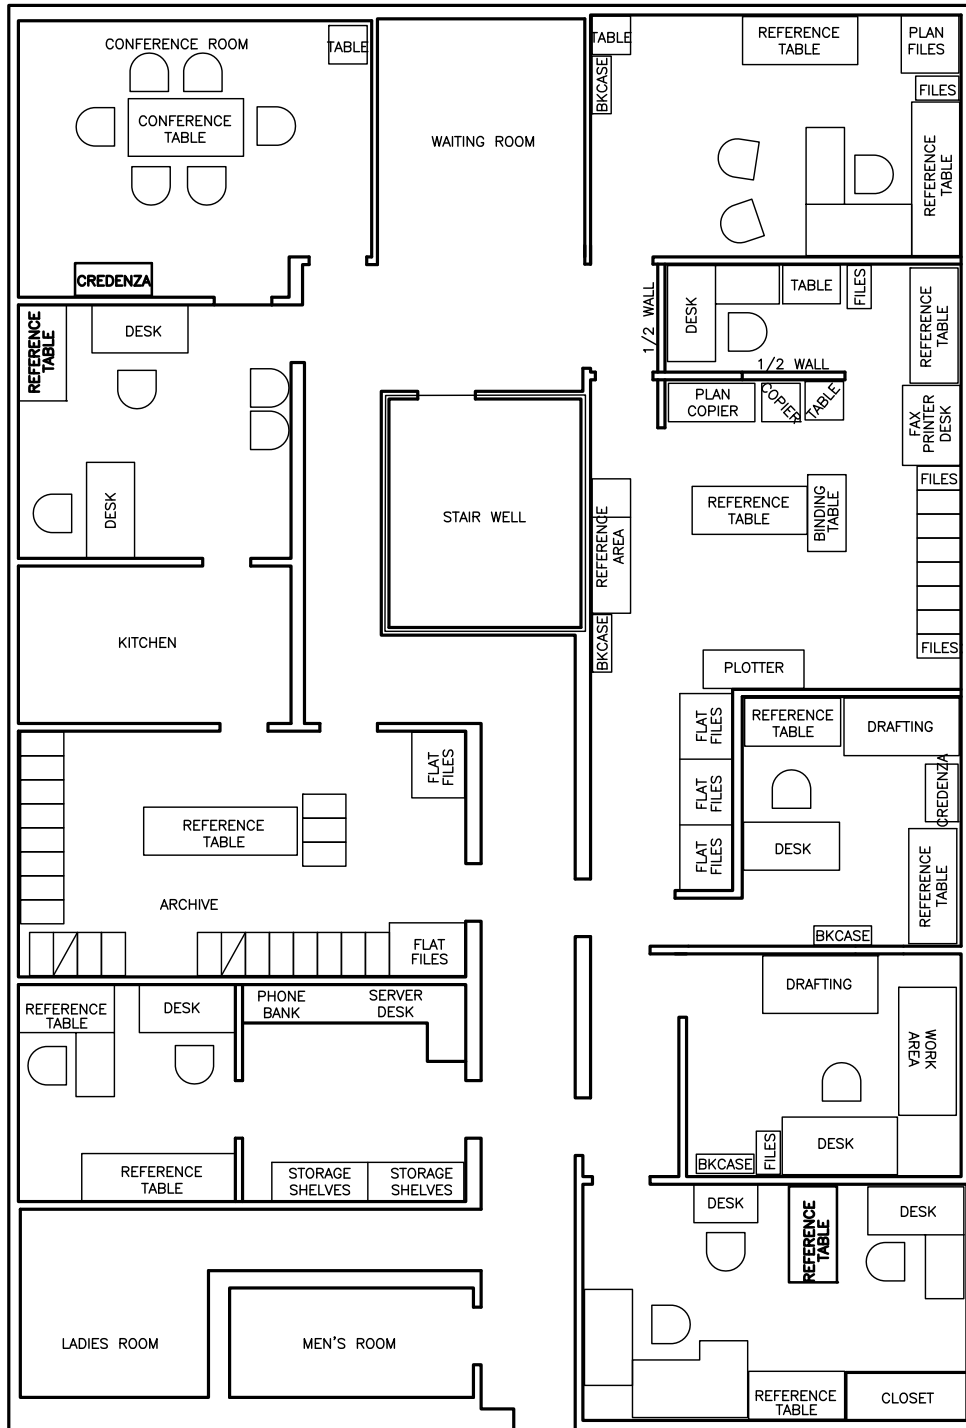 CONFERENCE ROOM
TABLE
CONFERENCE
TABLE
CREDENZA
WAITING ROOM
TABLE
BKCASE
REFERENCE
TABLE
PLAN
FILES
FILES
REFERENCE
TABLE
REFERENCE
TABLE
DESK
DESK
1/2 WALL
DESK
TABLE
FILES
REFERENCE
TABLE
1/2 WALL
PLAN
COPIER
COPIER
TABLE
FAX
PRINTER
DESK
FILES
STAIR WELL
REFERENCE
AREA
REFERENCE
TABLE
BINDING
TABLE
BKCASE
FILES
KITCHEN
PLOTTER
FLAT
FILES
FLAT
FILES
FLAT
FILES
REFERENCE
TABLE
DRAFTING
CREDENZA
DESK
REFERENCE
TABLE
BKCASE
FLAT
FILES
REFERENCE
TABLE
ARCHIVE
FLAT
FILES
REFERENCE
TABLE
DESK
PHONE
BANK
SERVER
DESK
REFERENCE
TABLE
STORAGE
SHELVES
STORAGE
SHELVES
DRAFTING
WORK
AREA
BKCASE
FILES
DESK
DESK
REFERENCE
TABLE
DESK
LADIES ROOM
MEN'S ROOM
REFERENCE
TABLE
CLOSET